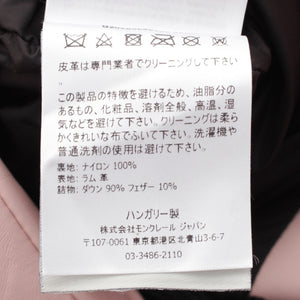 皮革は専門業者でクリーニングして下さい
この製品の特徴を避けるため、油脂分の
あるもの、化粧品、溶剤全般、高温、湿
気などを避けて下さい。クリーニングは柔ら
かくきれいな布でふいて下さい。洗濯機や
普通洗剤の使用は避けて下さい。
裏地: ナイロン 100%
表地: ラム 革
詰物: ダウン 90% フェザー 10%
ハンガリー製
株式会社モンクレール ジャパン
〒107-0061 東京都港区北青山3-6-7
03-3486-2110